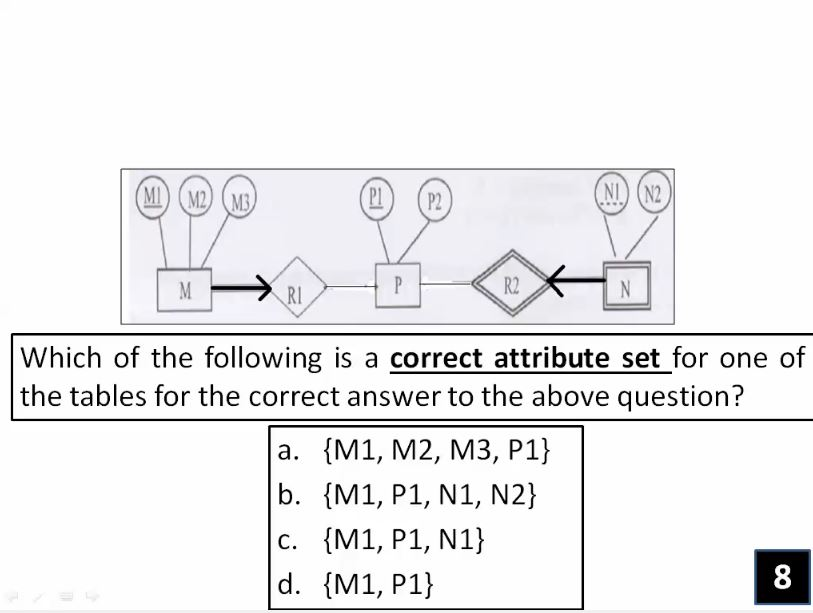 M1 M2 M3 P1 P2 N1 N2
M R1 P R2 N
Which of the following is a correct attribute set for one of
the tables for the correct answer to the above question?
a. {M1, M2, M3, P1}
b. {M1, P1, N1, N2}
c. {M1, P1, N1}
d. {M1, P1}
8